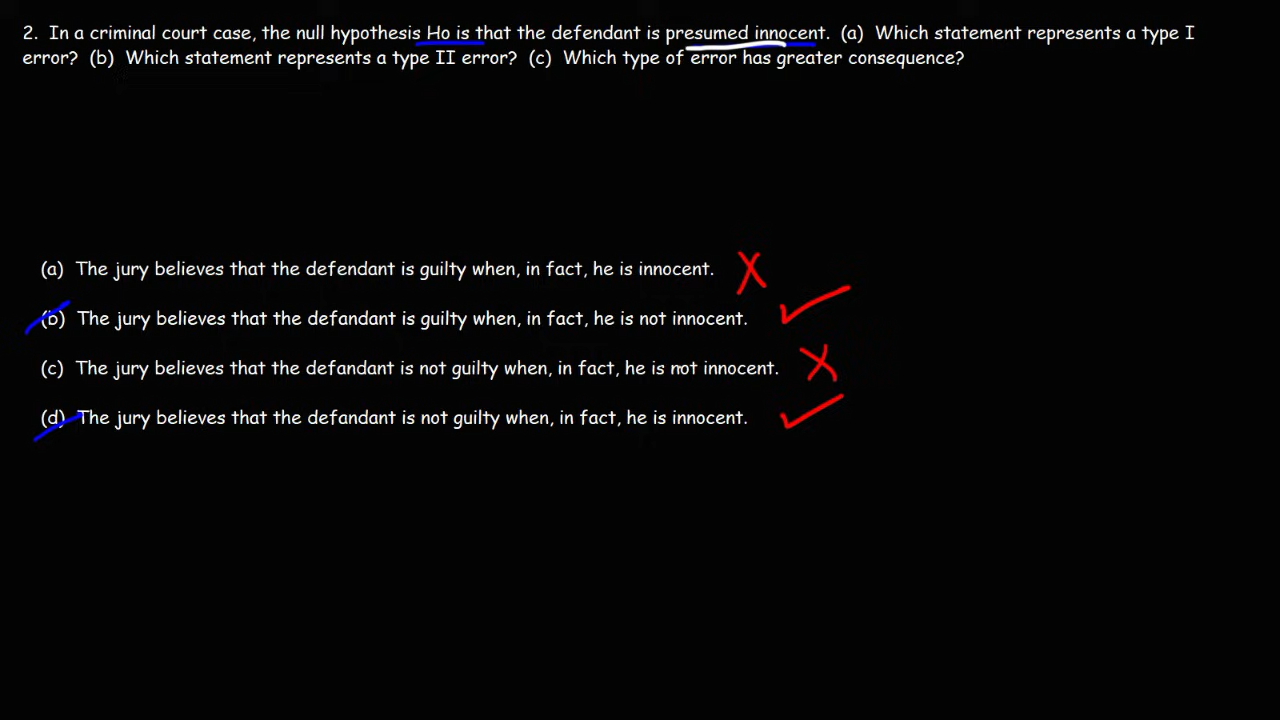 2. In a criminal court case, the null hypothesis Ho is that the defendant is presumed innocent. (a) Which statement represents a type I
error? (b) Which statement represents a type II error? (c) Which type of error has greater consequence?
(a) The jury believes that the defendant is guilty when, in fact, he is innocent. X
(b) The jury believes that the defandant is guilty when, in fact, he is not innocent. ✓
(c) The jury believes that the defandant is not guilty when, in fact, he is not innocent. X
(d) The jury believes that the defandant is not guilty when, in fact, he is innocent. ✓